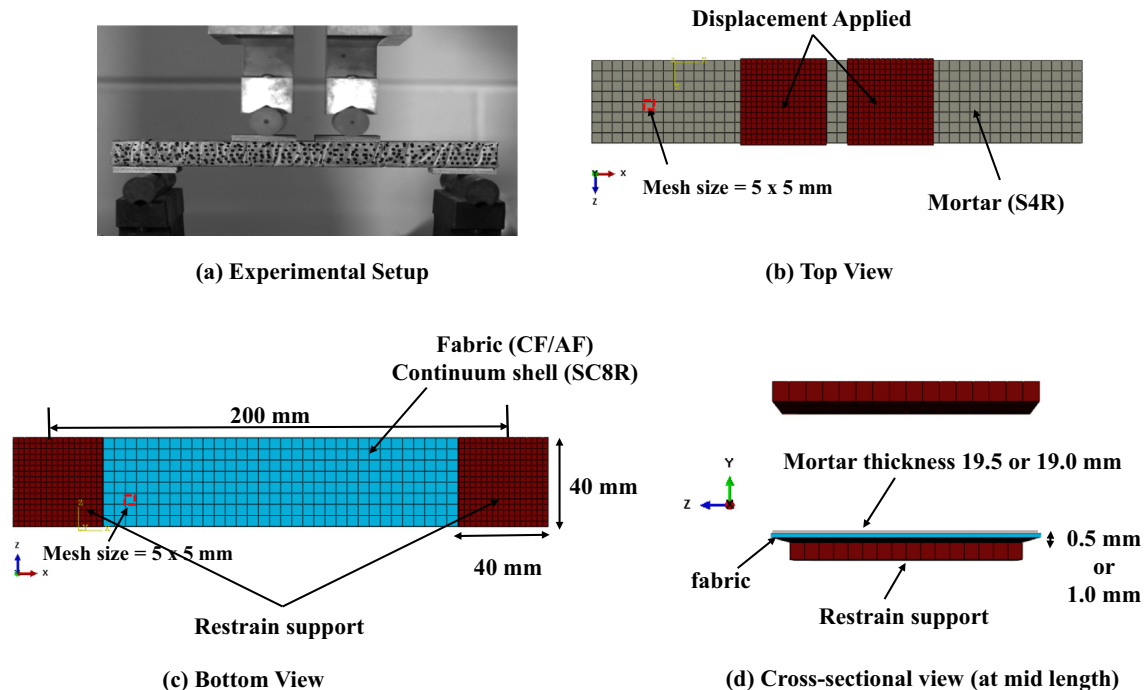 Displacement Applied
Mesh size = 5 x 5 mm
Mortar (S4R)
x
z
(a) Experimental Setup
(b) Top View
Fabric (CF/AF)
Continuum shell (SC8R)
200 mm
40 mm
Mesh size = 5 x 5 mm
40 mm
z
x
Restrain support
(c) Bottom View
Mortar thickness 19.5 or 19.0 mm
Y
Z
fabric
0.5 mm
or
1.0 mm
Restrain support
(d) Cross-sectional view (at mid length)